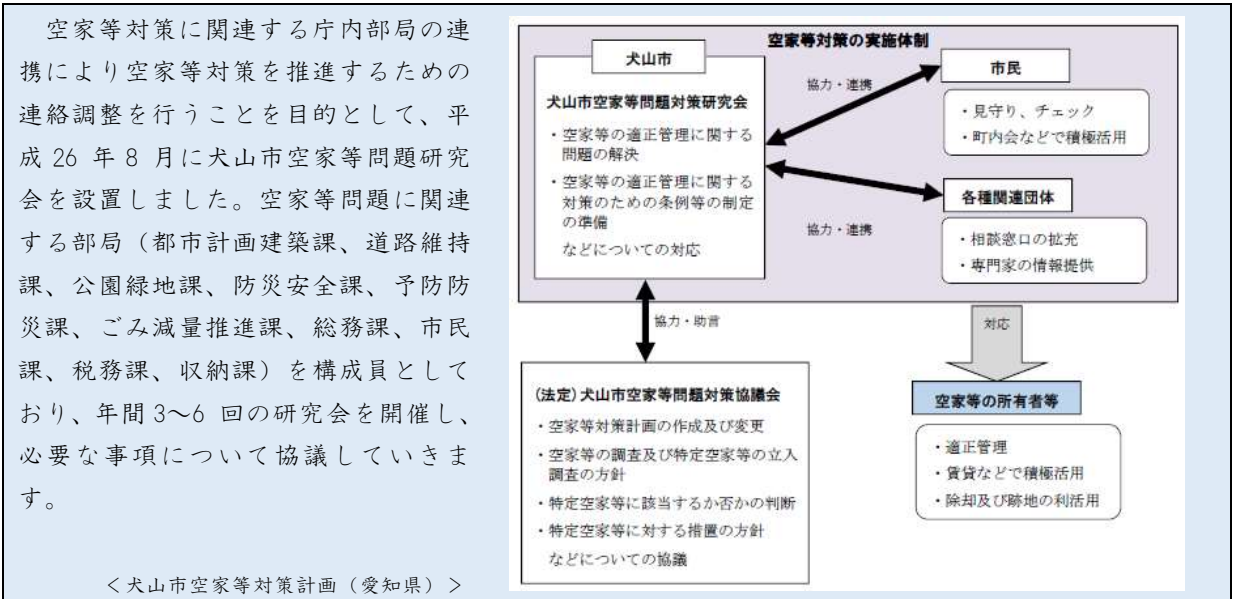 空家等対策に関連する庁内部局の連
携により空家等対策を推進するための
連絡調整を行うことを目的として、平
成 26 年 8 月に犬山市空家等問題研究
会を設置しました。空家等問題に関連
する部局（都市計画建築課、道路維持
課、公園緑地課、防災安全課、予防防
災課、ごみ減量推進課、総務課、市民
課、税務課、収納課）を構成員として
おり、年間 3～6 回の研究会を開催し、
必要な事項について協議していきま
す。
＜犬山市空家等対策計画（愛知県）＞
空家等対策の実施体制
犬山市
犬山市空家等問題対策研究会
・空家等の適正管理に関する
問題の解決
・空家等の適正管理に関する
対策のための条例等の制定
の準備
などについての対応
協力・連携
市民
・見守り、チェック
・町内会などで積極活用
協力・連携
各種関連団体
・相談窓口の拡充
・専門家の情報提供
協力・助言
対応
(法定)犬山市空家等問題対策協議会
・空家等対策計画の作成及び変更
・空家等の調査及び特定空家等の立入
調査の方針
・特定空家等に該当するか否かの判断
・特定空家等に対する措置の方針
などについての協議
空家等の所有者等
・適正管理
・賃貸などで積極活用
・除却及び跡地の利活用